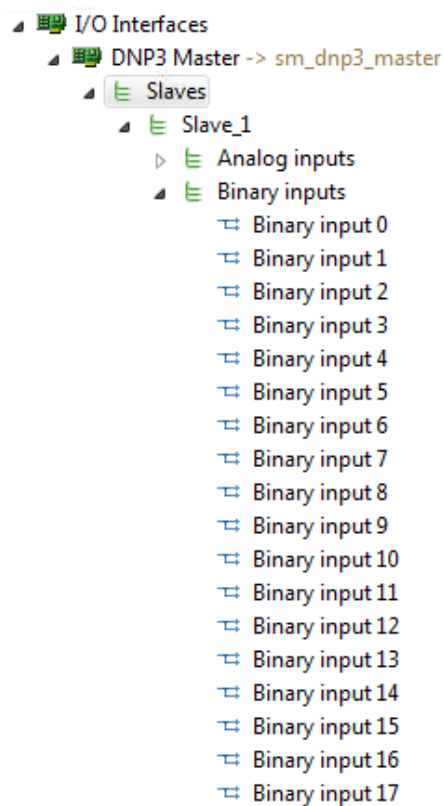 I/O Interfaces
DNP3 Master -> sm_dnp3_master
Slaves
Slave_1
Analog inputs
Binary inputs
Binary input 0
Binary input 1
Binary input 2
Binary input 3
Binary input 4
Binary input 5
Binary input 6
Binary input 7
Binary input 8
Binary input 9
Binary input 10
Binary input 11
Binary input 12
Binary input 13
Binary input 14
Binary input 15
Binary input 16
Binary input 17